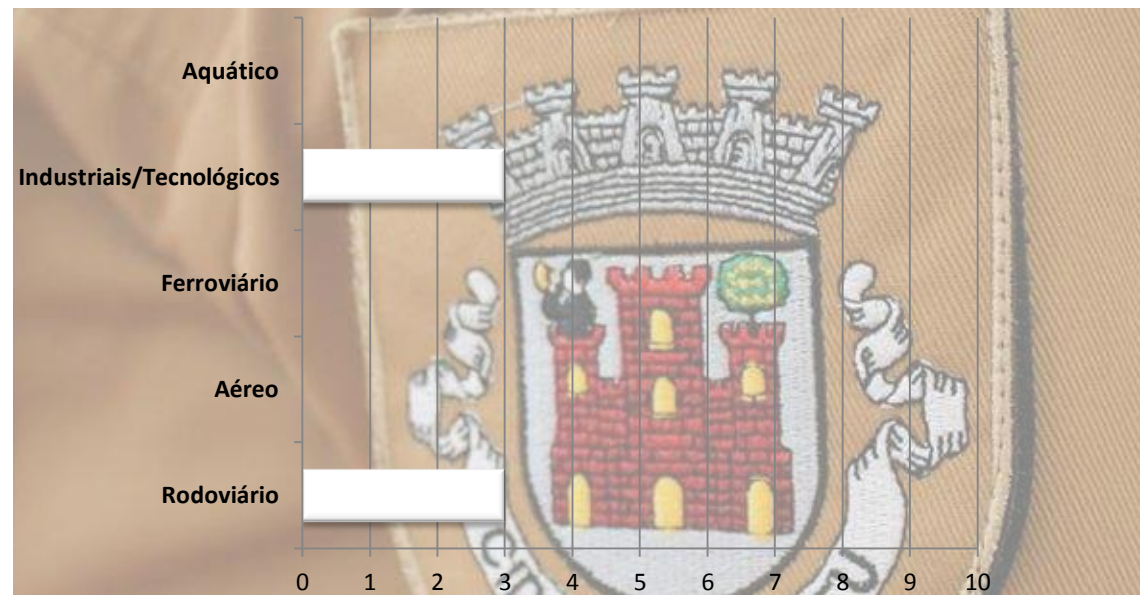 Aquático
Industriais/Tecnológicos
Ferroviário
Aéreo
Rodoviário
0 1 2 3 4 5 6 7 8 9 10